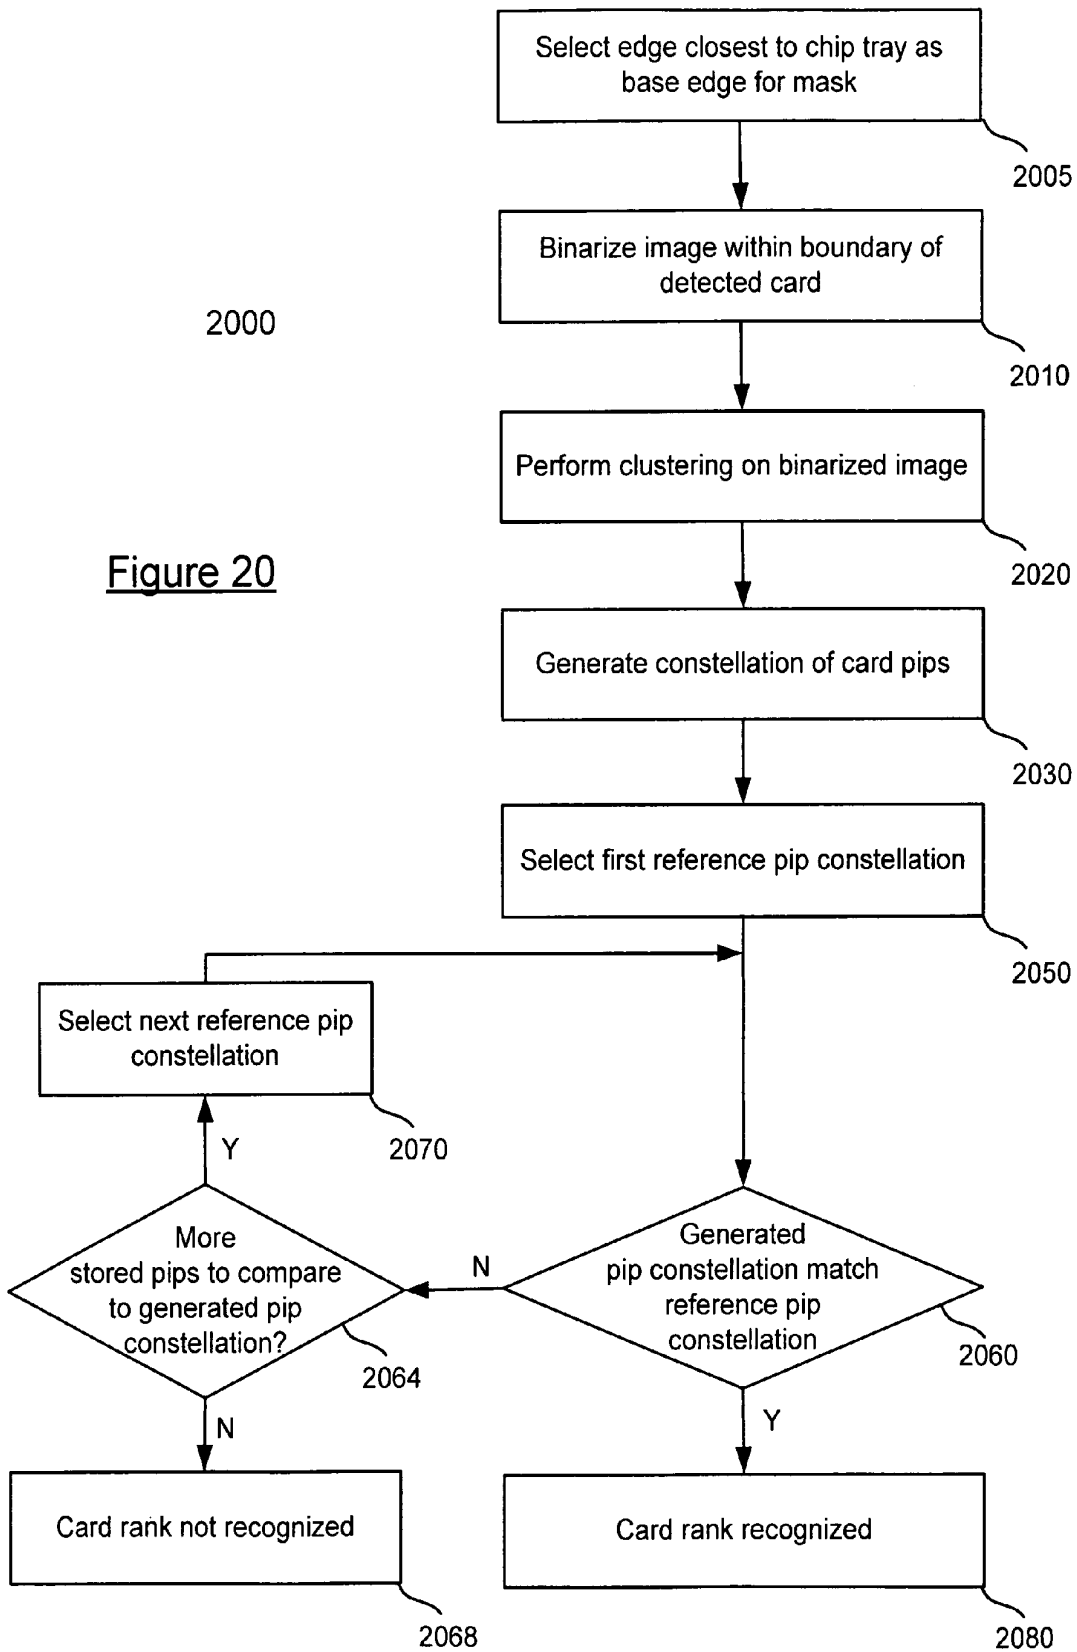 Select edge closest to chip tray as
base edge for mask
2005
Binarize image within boundary of
detected card
2000
2010
Perform clustering on binarized image
Figure 20
2020
Generate constellation of card pips
2030
Select first reference pip constellation
2050
Select next reference pip
constellation
2070
Y
More
stored pips to compare
to generated pip
constellation?
N
Generated
pip constellation match
reference pip
constellation
2060
2064
N
Y
Card rank not recognized
Card rank recognized
2068
2080